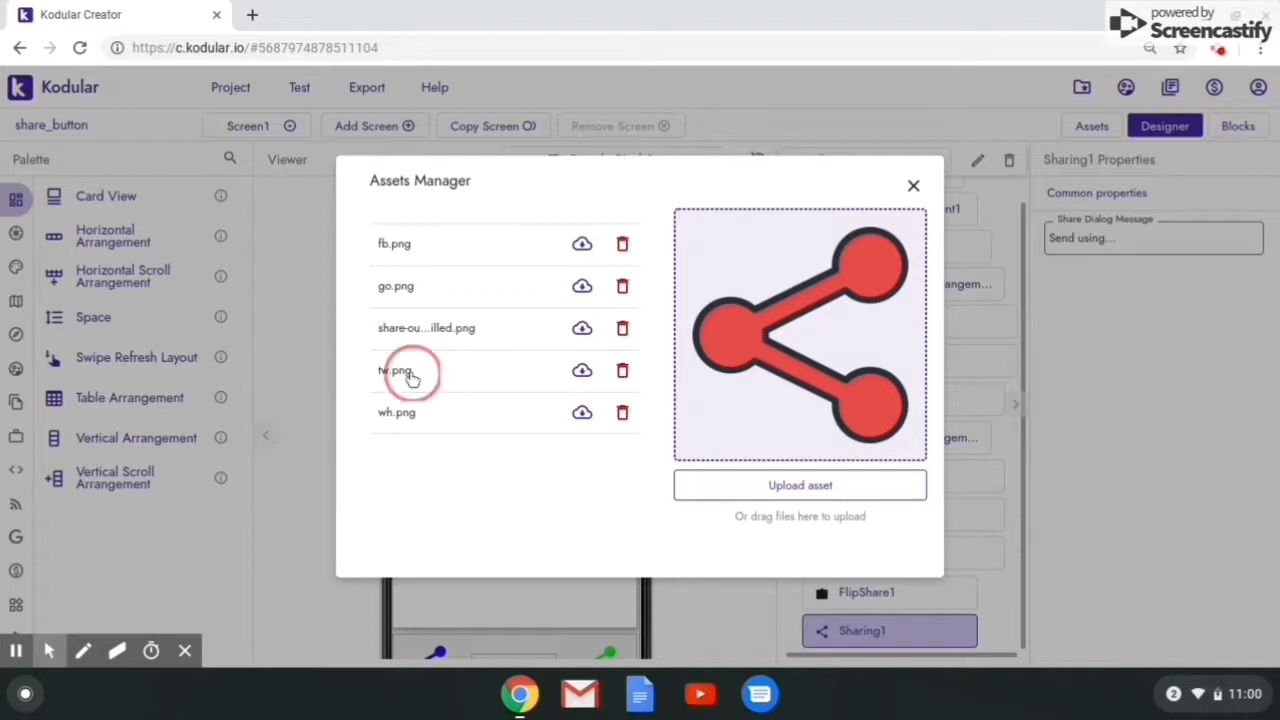 Kodular Creator
powered by
Screencastify
https://c.kodular.io/#5687974878511104
Kodular
Project
Test
Export
Help
share_button
Screen1
Add Screen
Copy Screen
Remove Screen
Assets
Designer
Blocks
Palette
Viewer
Assets Manager
Sharing1 Properties
Common properties
Share Dialog Message
Send using...
Card View
Horizontal
Arrangement
Horizontal Scroll
Arrangement
Space
Swipe Refresh Layout
Table Arrangement
Vertical Arrangement
Vertical Scroll
Arrangement
fb.png
go.png
share-ou...illed.png
tw.png
wh.png
Upload asset
Or drag files here to upload
ent1
angem...
gem...
FlipShare1
Sharing1
2
11:00